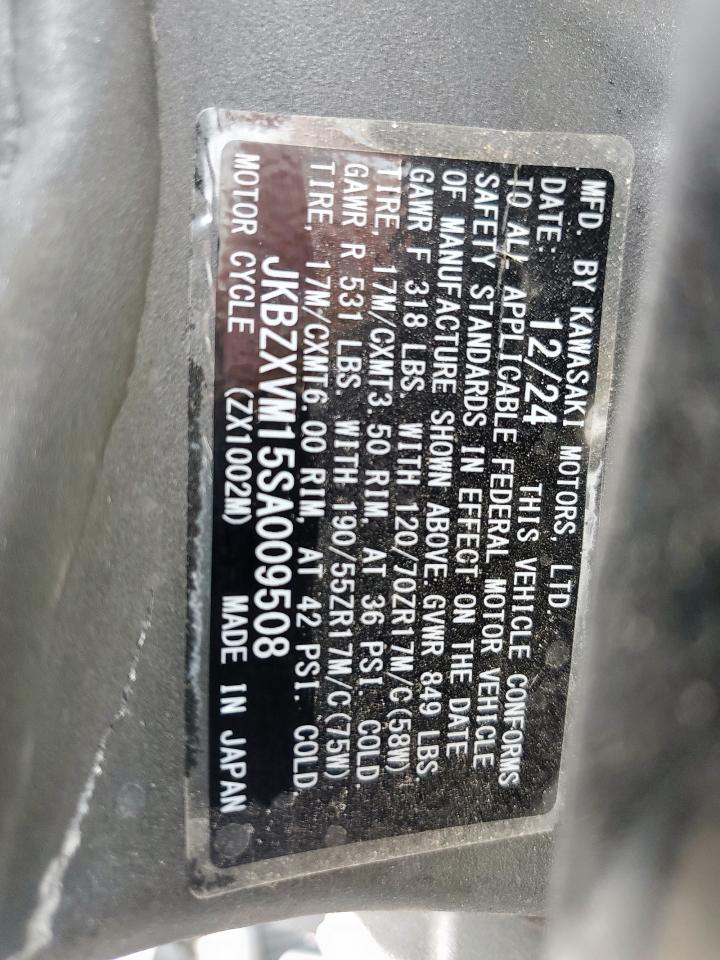 MFD. BY KAWASAKI MOTORS, LTD
DATE: 12/24 THIS VEHICLE CONFORMS
TO ALL APPLICABLE FEDERAL MOTOR VEHICLE
SAFETY STANDARDS IN EFFECT ON THE DATE
OF MANUFACTURE SHOWN ABOVE. GVWR 849 LBS
GAWR F 318 LBS. WITH 120/70ZR17M/C(58W)
TIRE, 17M/CXMT3.50 RIM, AT 36 PSI. COLD.
GAWR R 531 LBS. WITH 190/55ZR17M/C(75W)
TIRE, 17M/CXMT6.00 RIM, AT 42 PSI. COLD.
JKBZXVM15SA009508
MOTOR CYCLE (ZX1002M) MADE IN JAPAN